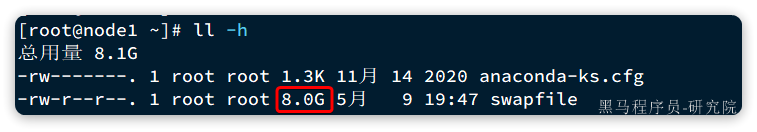 [root@node1 ~]# ll -h
总用量 8.1G
-rw-------. 1 root root 1.3K 11月 14 2020 anaconda-ks.cfg
-rw-r--r--. 1 root root 8.0G 5月   9 19:47 swapfile
黑马程序员-研究院